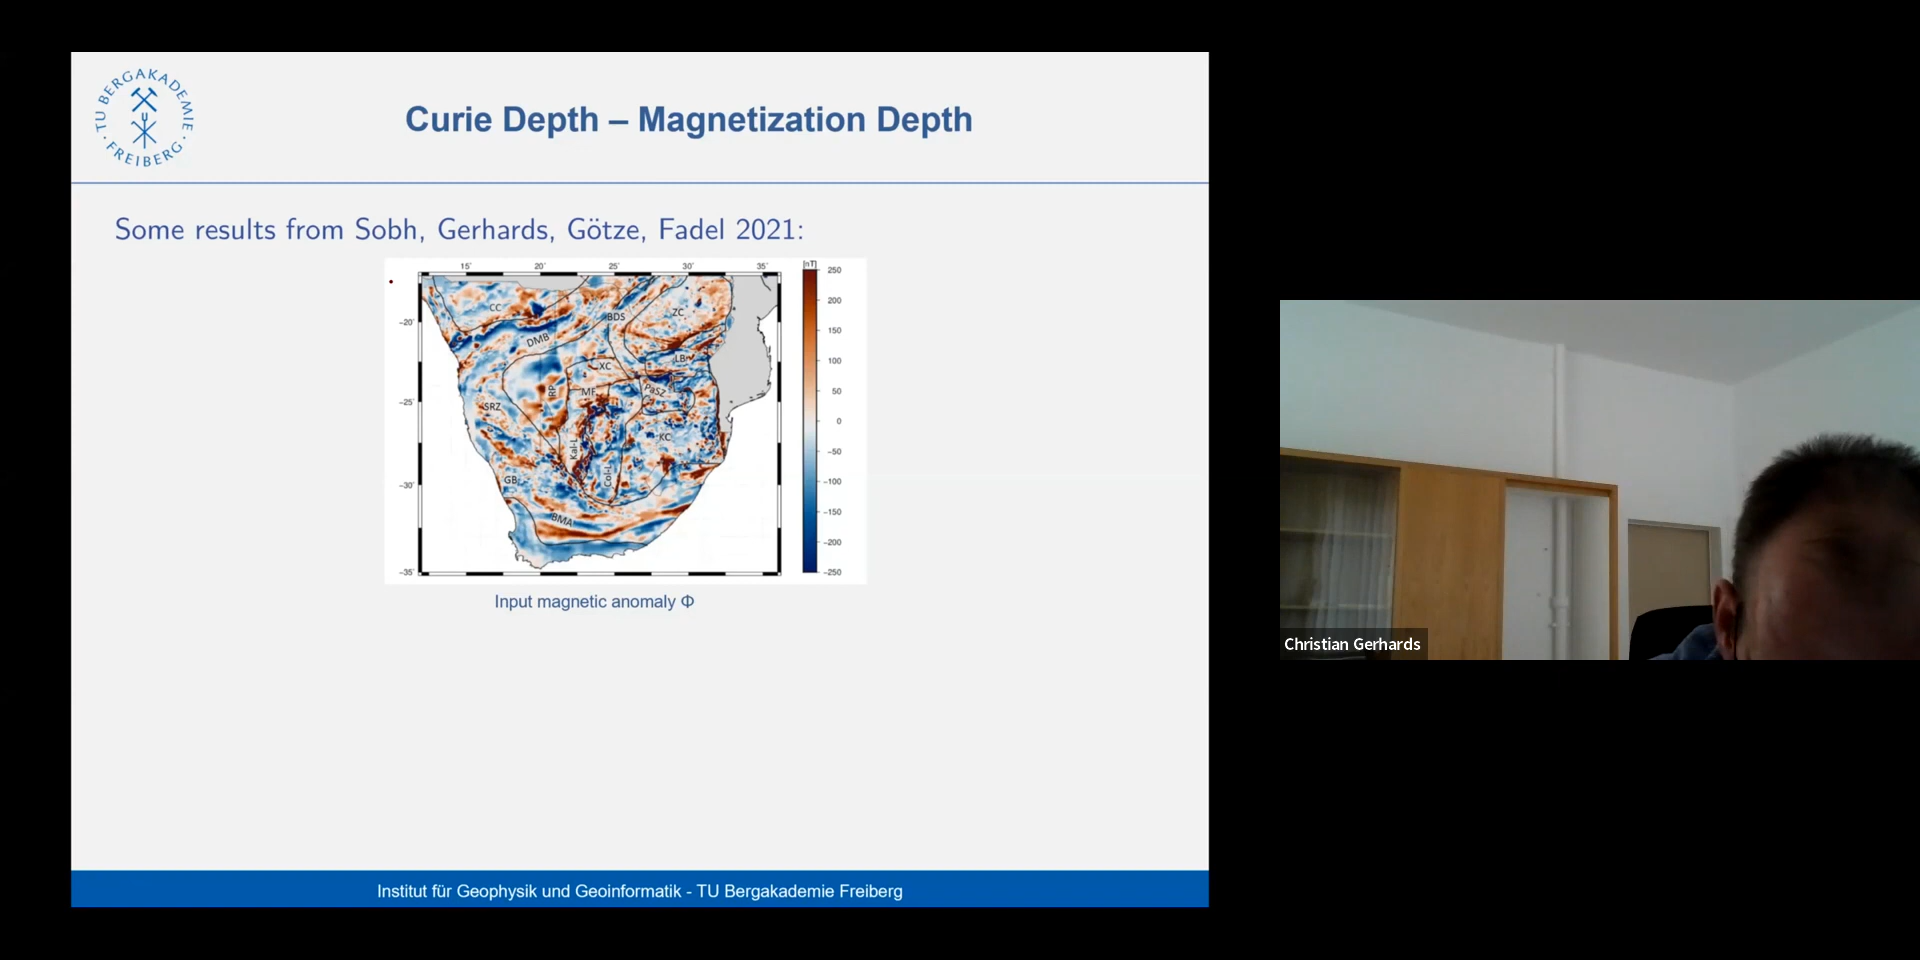 TU BERGAKADEMIE
FREIBERG
Curie Depth – Magnetization Depth
Some results from Sobh, Gerhards, Götze, Fadel 2021:
15° 20° 25° 30° 35°
[nT]
250
200
150
100
50
0
−50
−100
−150
−200
−250
−20°
−25°
−30°
−35°
CC
BDS
ZC
DMB
LB
XC
RP
MF
PaSZ
SRZ
KC
Kal-L
Col-L
GB
BMA
Input magnetic anomaly Φ
Christian Gerhards
Institut für Geophysik und Geoinformatik - TU Bergakademie Freiberg